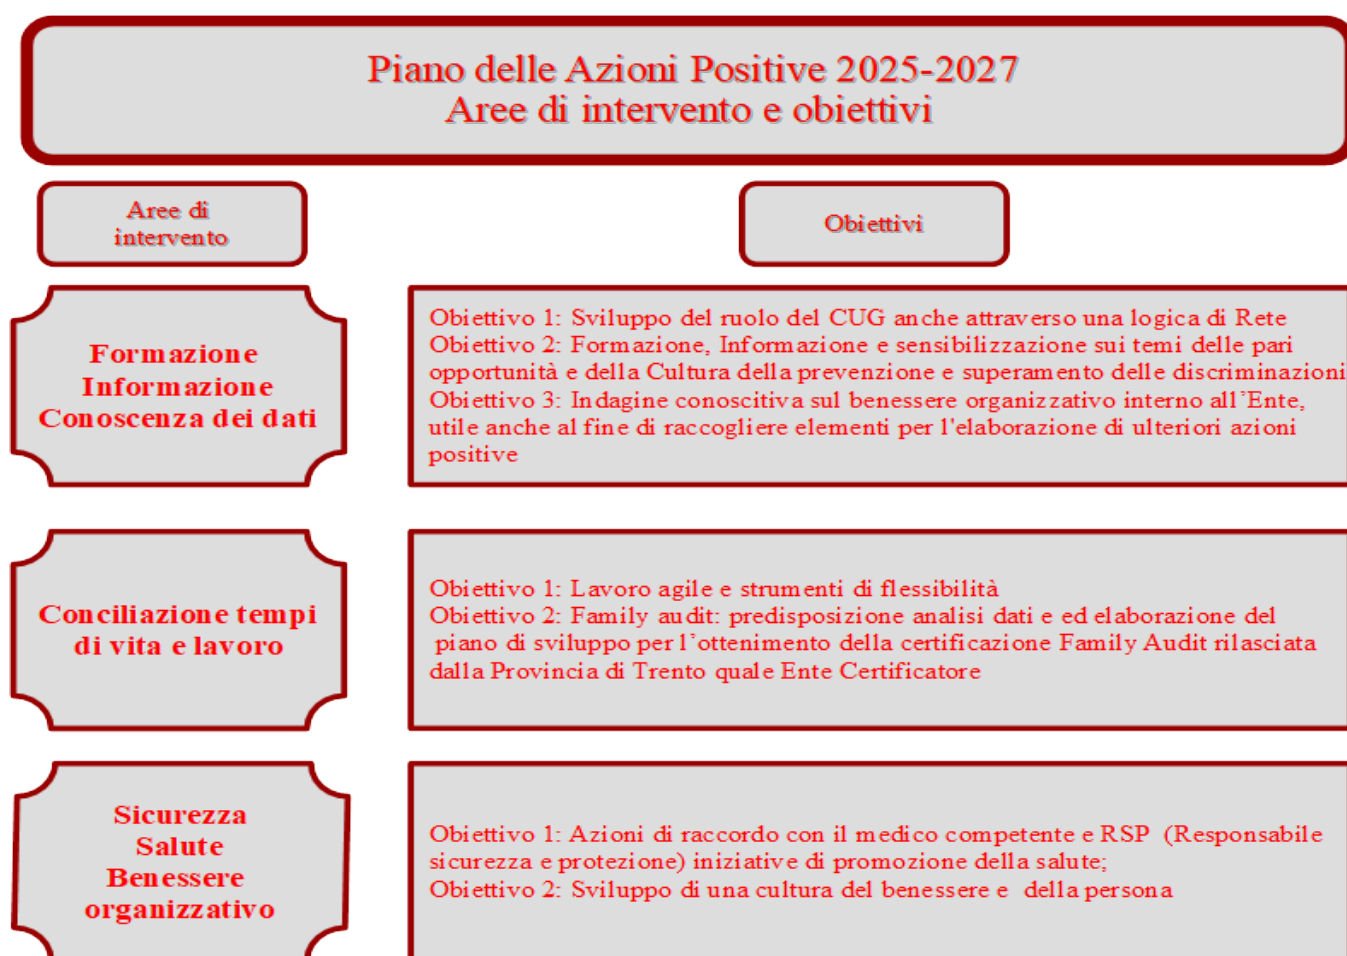 Piano delle Azioni Positive 2025-2027
Aree di intervento e obiettivi
Aree di
intervento
Obiettivi
Formazione
Informazione
Conoscenza dei dati
Obiettivo 1: Sviluppo del ruolo del CUG anche attraverso una logica di Rete
Obiettivo 2: Formazione, Informazione e sensibilizzazione sui temi delle pari
opportunità e della Cultura della prevenzione e superamento delle discriminazioni
Obiettivo 3: Indagine conoscitiva sul benessere organizzativo interno all’Ente,
utile anche al fine di raccogliere elementi per l'elaborazione di ulteriori azioni
positive
Conciliazione tempi
di vita e lavoro
Obiettivo 1: Lavoro agile e strumenti di flessibilità
Obiettivo 2: Family audit: predisposizione analisi dati e ed elaborazione del
piano di sviluppo per l’ottenimento della certificazione Family Audit rilasciata
dalla Provincia di Trento quale Ente Certificatore
Sicurezza
Salute
Benessere
organizzativo
Obiettivo 1: Azioni di raccordo con il medico competente e RSP (Responsabile
sicurezza e protezione) iniziative di promozione della salute;
Obiettivo 2: Sviluppo di una cultura del benessere e della persona